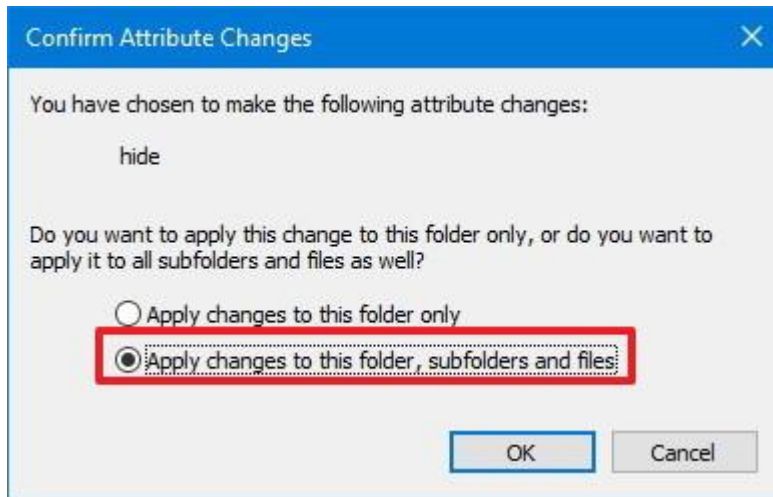 Confirm Attribute Changes
You have chosen to make the following attribute changes:
hide
Do you want to apply this change to this folder only, or do you want to
apply it to all subfolders and files as well?
Apply changes to this folder only
Apply changes to this folder, subfolders and files
OK Cancel